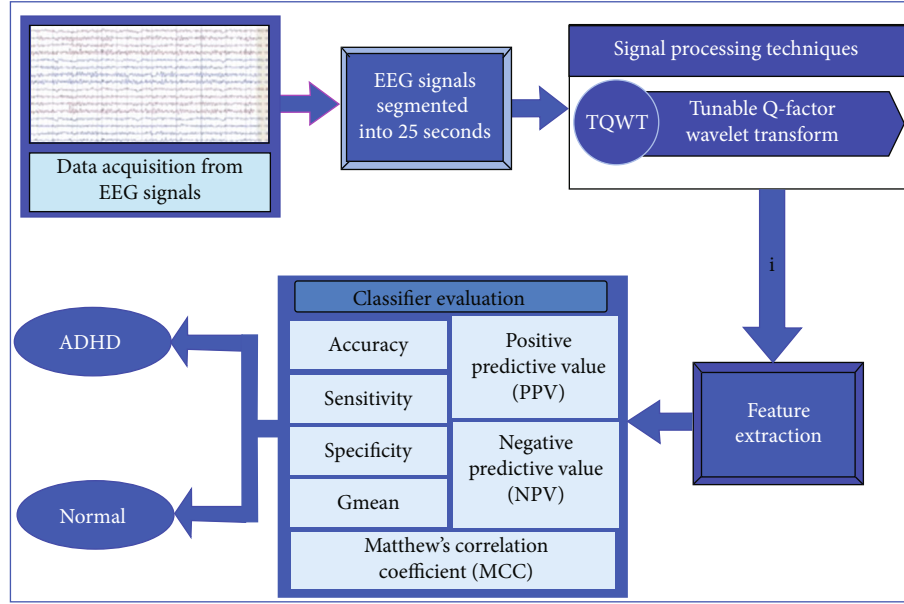 Data acquisition from
EEG signals
EEG signals
segmented
into 25 seconds
Signal processing techniques
TQWT
Tunable Q-factor
wavelet transform
i
Feature
extraction
Classifier evaluation
Accuracy
Sensitivity
Specificity
Gmean
Positive
predictive value
(PPV)
Negative
predictive value
(NPV)
Matthew's correlation
coefficient (MCC)
ADHD
Normal